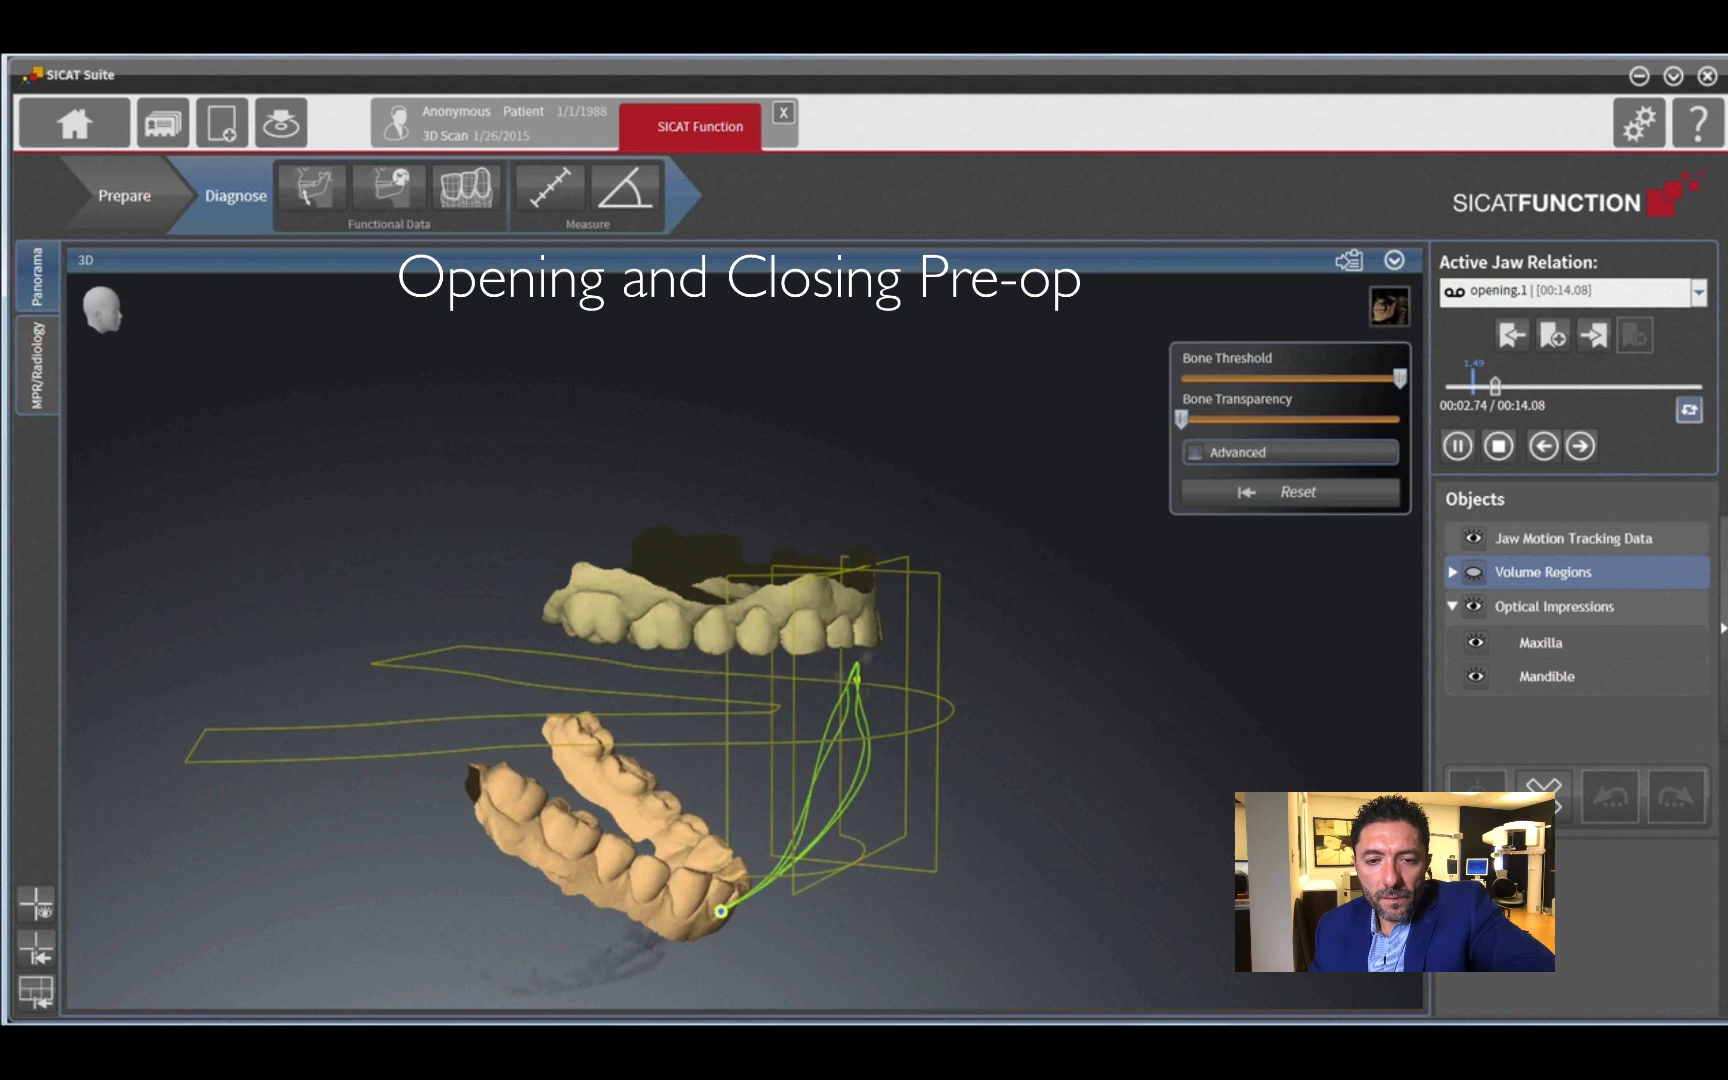 SICAT Suite
Anonymous Patient 1/1/1988
3D Scan 1/26/2015
SICAT Function
X
?
Prepare
Diagnose
Functional Data
Measure
SICATFUNCTION
Panorama
MPR/Radiology
3D
Opening and Closing Pre-op
Bone Threshold
Bone Transparency
Advanced
Reset
Active Jaw Relation:
opening.1 | [00:14.08]
1.49
00:02.74 / 00:14.08
Objects
Jaw Motion Tracking Data
Volume Regions
Optical Impressions
Maxilla
Mandible